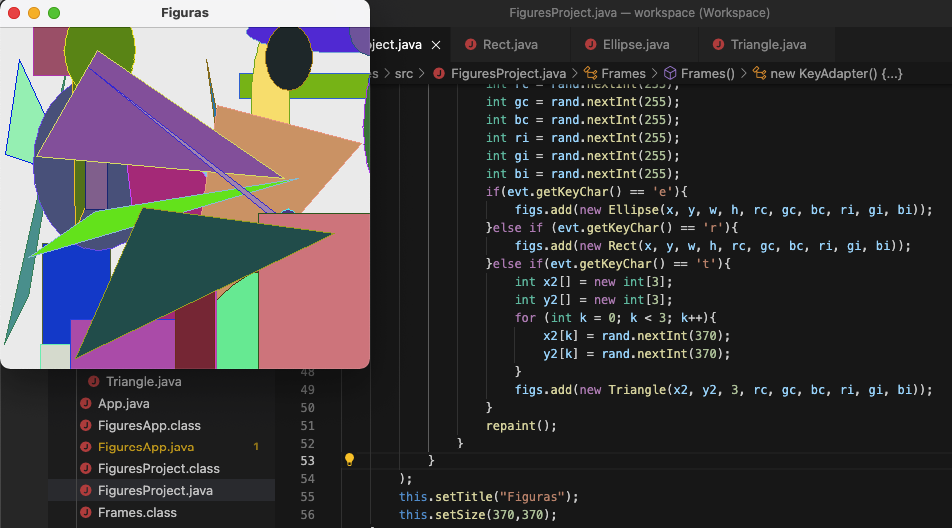 Figuras
FiguresProject.java — workspace (Workspace)
ject.java
Rect.java
Ellipse.java
Triangle.java
s > src > FiguresProject.java > Frames > Frames() > new KeyAdapter() {...}
int rc = rand.nextInt(255);
int gc = rand.nextInt(255);
int bc = rand.nextInt(255);
int ri = rand.nextInt(255);
int gi = rand.nextInt(255);
int bi = rand.nextInt(255);
if(evt.getKeyChar() == 'e'){
figs.add(new Ellipse(x, y, w, h, rc, gc, bc, ri, gi, bi));
}else if (evt.getKeyChar() == 'r'){
figs.add(new Rect(x, y, w, h, rc, gc, bc, ri, gi, bi));
}else if(evt.getKeyChar() == 't'){
int x2[] = new int[3];
int y2[] = new int[3];
for (int k = 0; k < 3; k++){
x2[k] = rand.nextInt(370);
y2[k] = rand.nextInt(370);
48 }
49 figs.add(new Triangle(x2, y2, 3, rc, gc, bc, ri, gi, bi));
50 }
51 repaint();
52 }
53 }
54 );
55 this.setTitle("Figuras");
56 this.setSize(370,370);
Triangle.java
App.java
FiguresApp.class
FiguresApp.java 1
FiguresProject.class
FiguresProject.java
Frames.class